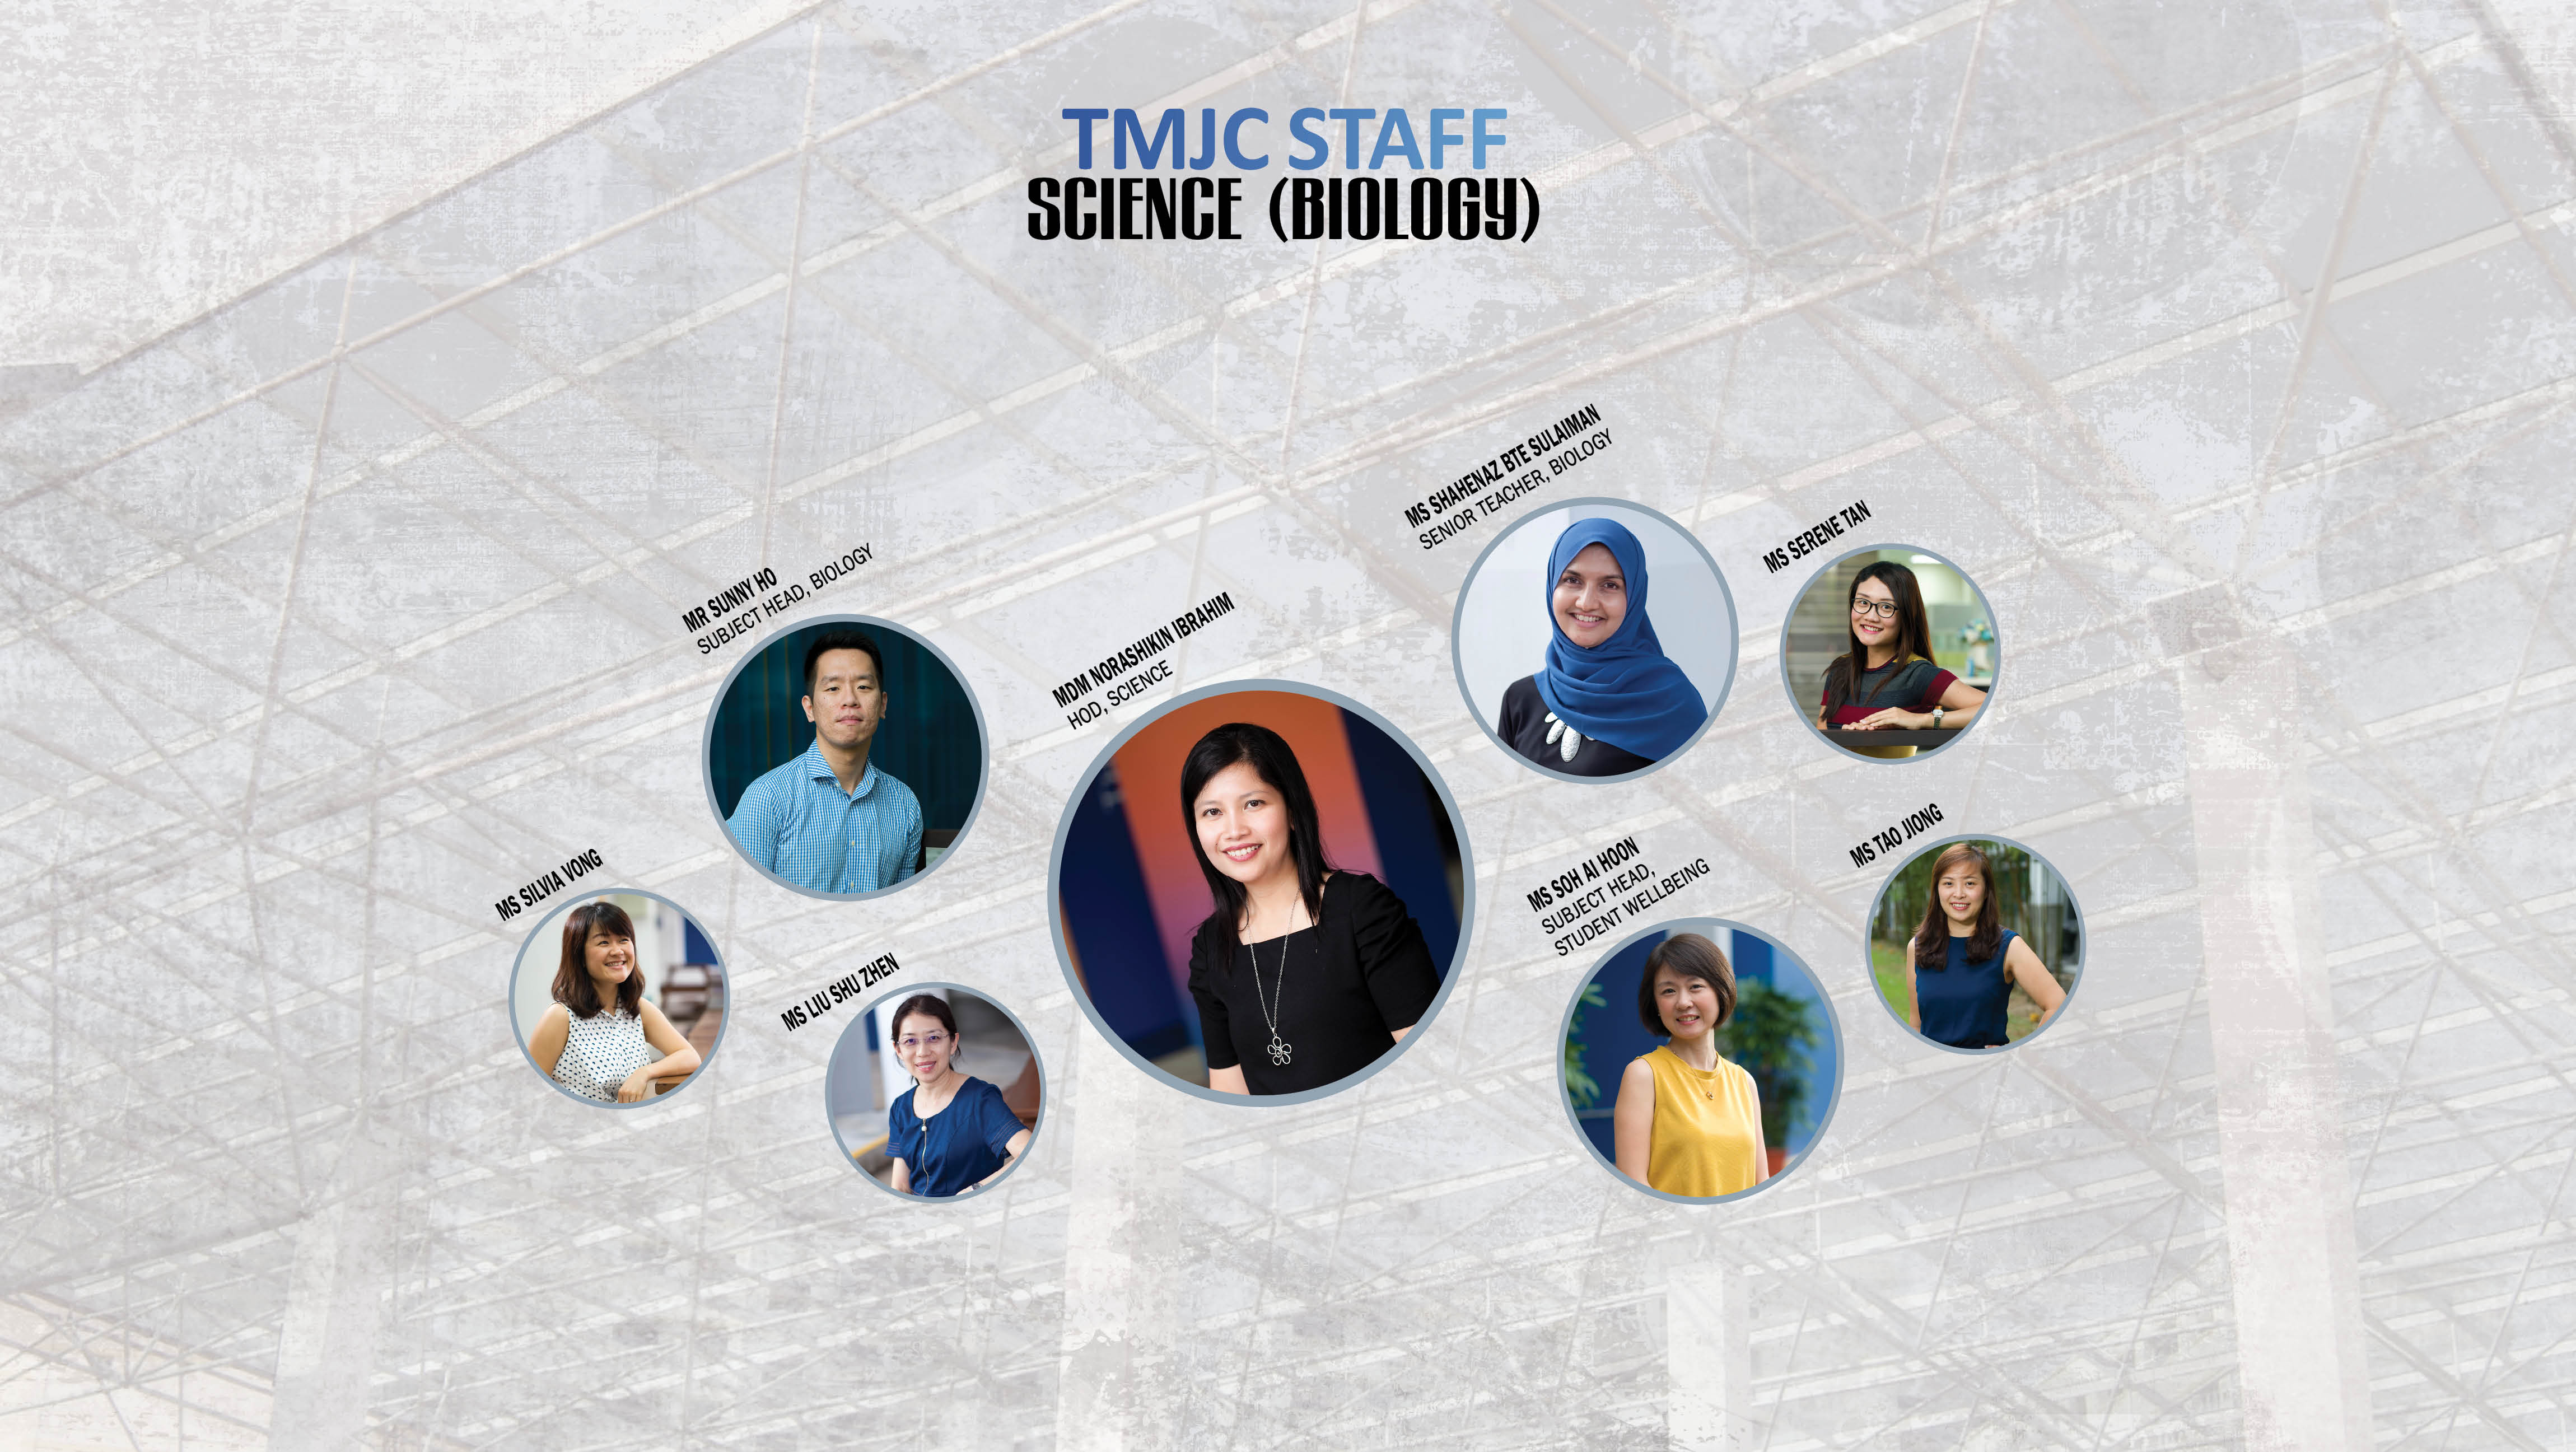 TMJC STAFF
SCIENCE (BIOLOGY)
MS SHAHENAZ BTE SULAIMAN
SENIOR TEACHER, BIOLOGY
MS SERENE TAN
MR SUNNY HO
SUBJECT HEAD, BIOLOGY
MDM NORASHIKIN IBRAHIM
HOD, SCIENCE
MS SILVIA VONG
MS LIU SHU ZHEN
MS SOH AI HOON
SUBJECT HEAD,
STUDENT WELLBEING
MS TAO JIONG